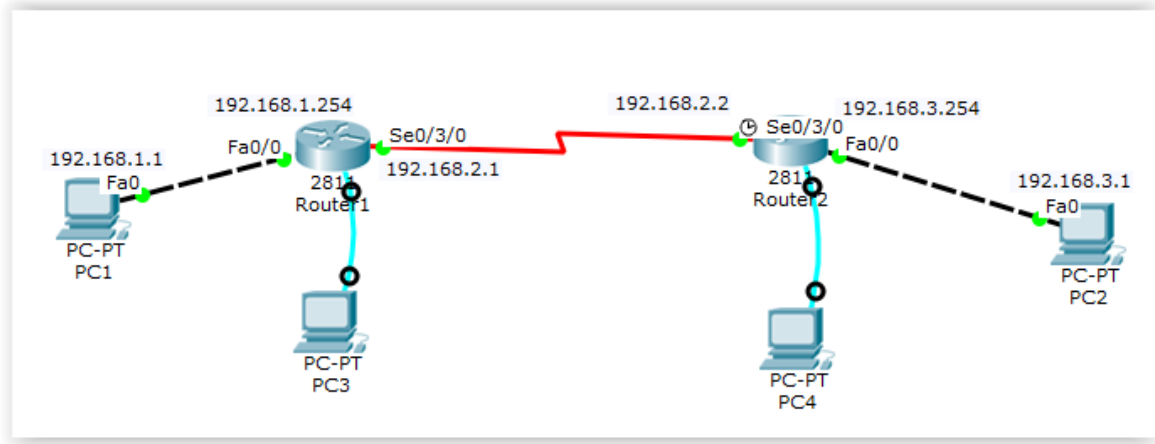 192.168.1.254
192.168.2.2
192.168.3.254
Fa0/0
Se0/3/0
Se0/3/0
Fa0/0
192.168.1.1
192.168.2.1
Fa0
2811
Router1
2811
Router2
192.168.3.1
Fa0
PC-PT
PC1
PC-PT
PC2
PC-PT
PC3
PC-PT
PC4